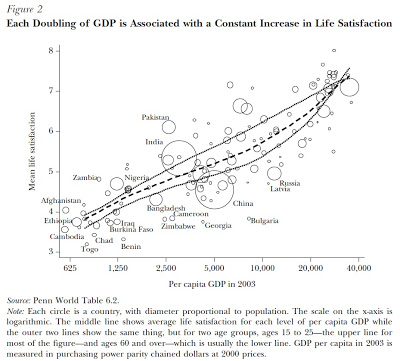 Figure 2
Each Doubling of GDP is Associated with a Constant Increase in Life Satisfaction
8
7
6
5
4
3
Mean life satisfaction
Pakistan
India
Zambia
Nigeria
Russia
Latvia
Afghanistan
Bangladesh
China
Ethiopia
Iraq
Cameroon
Burkina Faso
Zimbabwe
Georgia
Bulgaria
Cambodia
Chad
Togo
Benin
625
1,250
2,500
5,000
10,000
20,000
40,000
Per capita GDP in 2003
Source: Penn World Table 6.2.
Note: Each circle is a country, with diameter proportional to population. The scale on the x-axis is
logarithmic. The middle line shows average life satisfaction for each level of per capita GDP while
the outer two lines show the same thing, but for two age groups, ages 15 to 25—the upper line for
most of the figure—and ages 60 and over—which is usually the lower line. GDP per capita in 2003 is
measured in purchasing power parity chained dollars at 2000 prices.